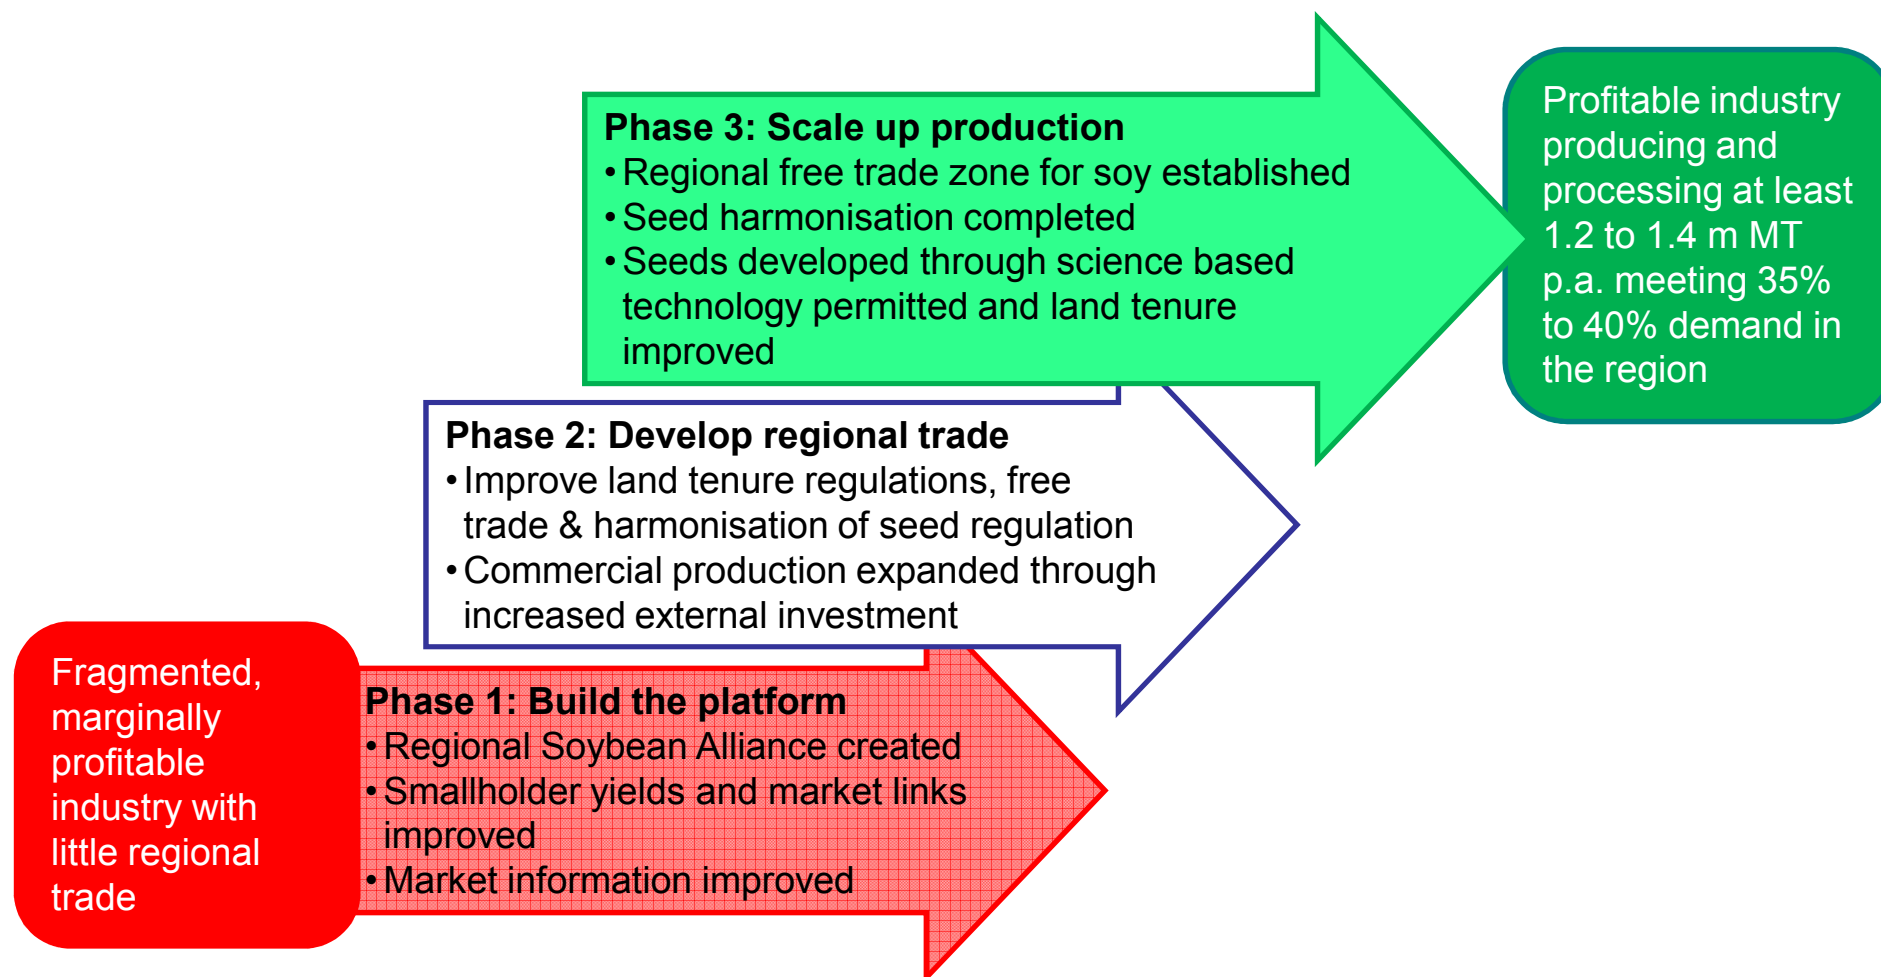 Phase 3: Scale up production
• Regional free trade zone for soy established
• Seed harmonisation completed
• Seeds developed through science based
technology permitted and land tenure
improved
Profitable industry
producing and
processing at least
1.2 to 1.4 m MT
p.a. meeting 35%
to 40% demand in
the region
Phase 2: Develop regional trade
• Improve land tenure regulations, free
trade & harmonisation of seed regulation
• Commercial production expanded through
increased external investment
Fragmented,
marginally
profitable
industry with
little regional
trade
Phase 1: Build the platform
• Regional Soybean Alliance created
• Smallholder yields and market links
improved
• Market information improved